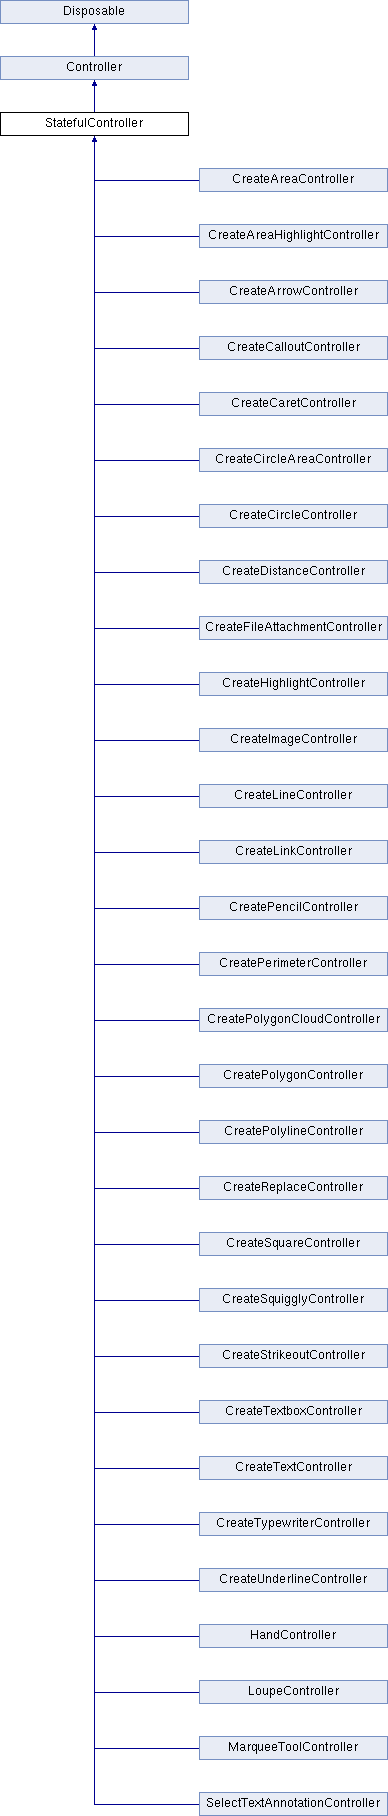 Disposable
Controller
StatefulController
CreateAreaController
CreateAreaHighlightController
CreateArrowController
CreateCalloutController
CreateCaretController
CreateCircleAreaController
CreateCircleController
CreateDistanceController
CreateFileAttachmentController
CreateHighlightController
CreateImageController
CreateLineController
CreateLinkController
CreatePencilController
CreatePerimeterController
CreatePolygonCloudController
CreatePolygonController
CreatePolylineController
CreateReplaceController
CreateSquareController
CreateSquigglyController
CreateStrikeoutController
CreateTextboxController
CreateTextController
CreateTypewriterController
CreateUnderlineController
HandController
LoupeController
MarqueeToolController
SelectTextAnnotationController